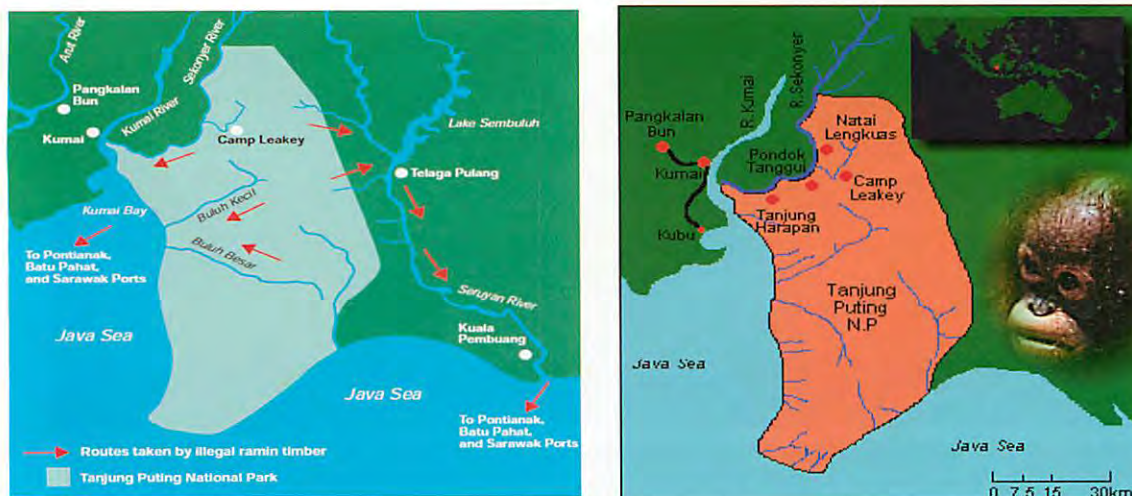 Arut River
Sekonyer River
Pangkalan
Bun
Kumai
Kumai River
Camp Leakey
Lake Sembuluh
Telaga Pulang
Kumai Bay
Buluh Kecil
To Pontianak,
Batu Pahat,
and Sarawak Ports
Buluh Besar
Seruyan River
Java Sea
Kuala
Pembuang
Java Sea
To Pontianak,
Batu Pahat,
and Sarawak Ports
Routes taken by illegal ramin timber
Tanjung Puting National Park
R. Kumai
R. Sekonyer
Pangkalan
Bun
Natai
Lengkuas
Pondok
Tanggui
Kumai
Camp
Leakey
Tanjung
Harapan
Kubu
Tanjung
Puting
N.P
Java Sea
Java Sea
0 7,5 15 30km